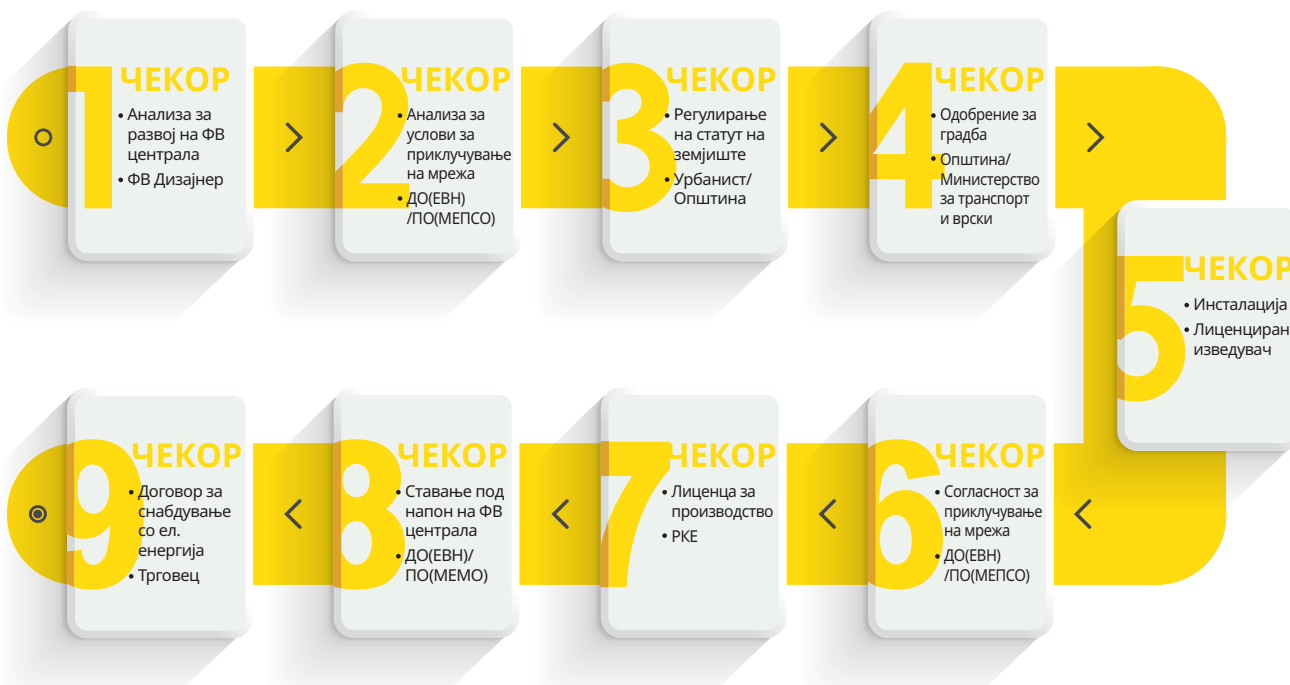 1
ЧЕКОР
• Анализа за
развој на ФВ
централа
• ФВ Дизајнер
2
ЧЕКОР
• Анализа за
услови за
приклучување
на мрежа
• ДО(ЕВН)
/ПО(МЕПСО)
3
ЧЕКОР
• Регулирање
на статут на
земјиште
• Урбанист/
Општина
4
ЧЕКОР
• Одобрение за
градба
• Општина/
Министерство
за транспорт
и врски
5
ЧЕКОР
• Инсталација
• Лиценциран
изведувач
6
ЧЕКОР
• Согласност за
приклучување
на мрежа
• ДО(ЕВН)
/ПО(МЕПСО)
7
ЧЕКОР
• Лиценца за
производство
• РКЕ
8
ЧЕКОР
• Ставање под
напон на ФВ
централа
• ДО(ЕВН)/
ПО(МЕМО)
9
ЧЕКОР
• Договор за
снабдување
со ел.
енергија
• Трговец